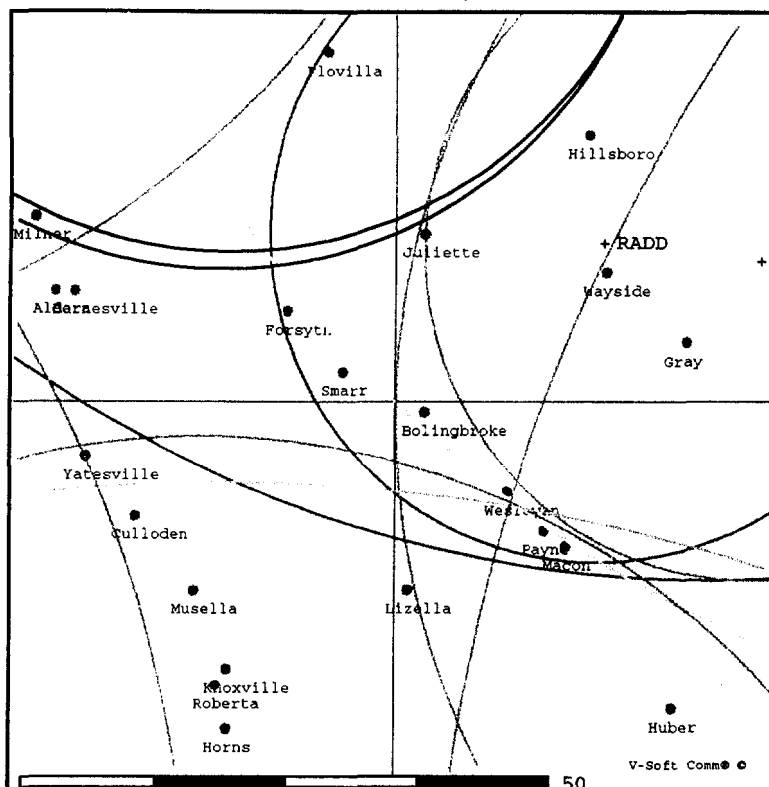 Flovilla
Hillsboro
Milner
Juliette
+ RADD
+
Wayside
Forsyth
Gray
Smarr
Bolingbroke
Yatesville
Culloden
Macon
Musella
Lizella
Knoxville
Roberta
Horns
Huber
V-Soft Comm® ©
50